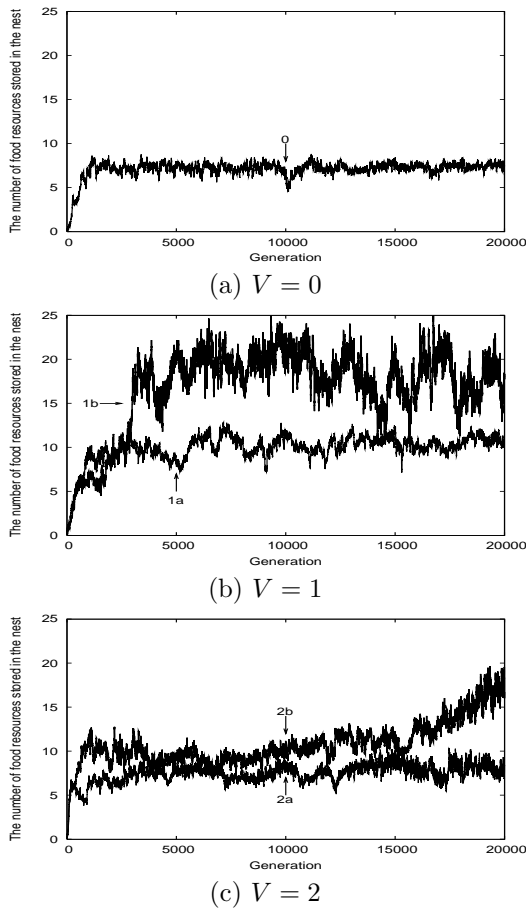 The number of food resources stored in the nest
25
20
15
10
5
0
0
0 5000 10000 15000 20000
Generation
(a) V = 0
The number of food resources stored in the nest
25
20
15
10
5
0
1b
1a
0 5000 10000 15000 20000
Generation
(b) V = 1
The number of food resources stored in the nest
25
20
15
10
5
0
2b
2a
0 5000 10000 15000 20000
Generation
(c) V = 2